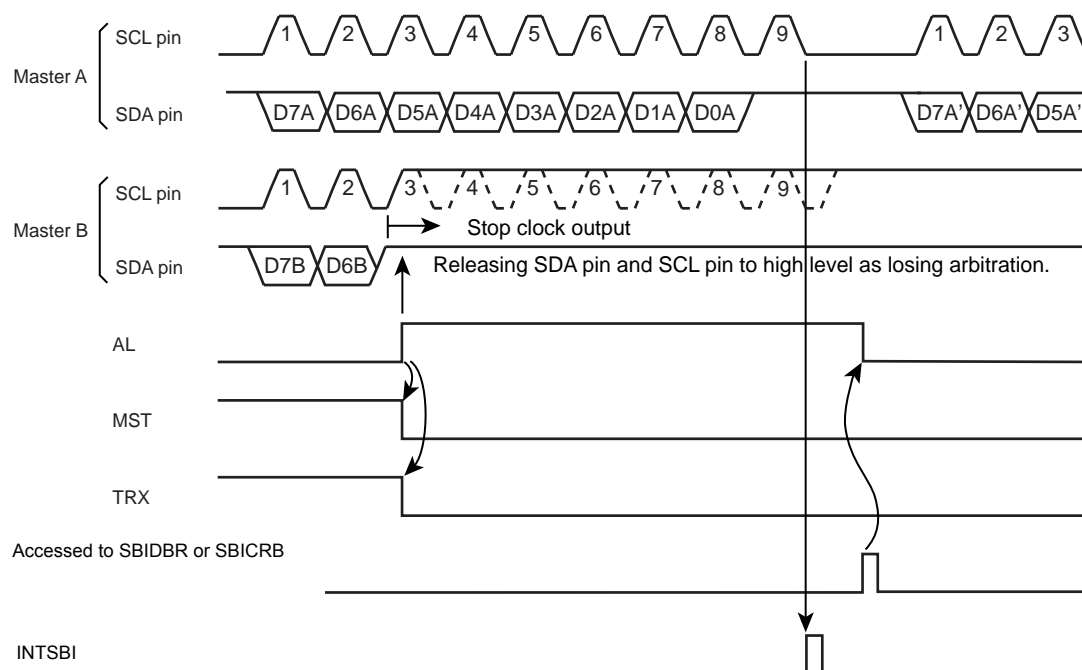 SCL pin 1 2 3 4 5 6 7 8 9 1 2 3
Master A
SDA pin D7A D6A D5A D4A D3A D2A D1A D0A D7A' D6A' D5A'
SCL pin 1 2 3 4 5 6 7 8 9
Master B
Stop clock output
SDA pin D7B D6B
Releasing SDA pin and SCL pin to high level as losing arbitration.
AL
MST
TRX
Accessed to SBIDBR or SBICRB
INTSBI